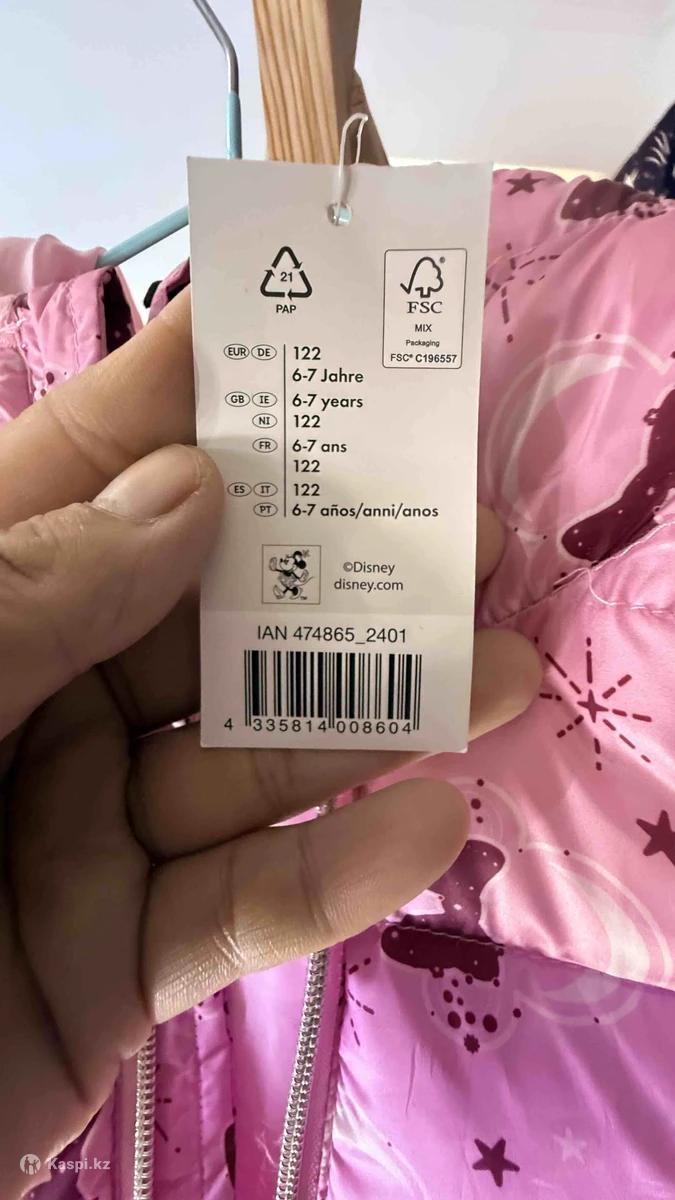 21
PAP
FSC®
MIX
Packaging
FSC® C196557
EUR DE 122
6-7 Jahre
GB IE 6-7 years
NI 122
FR 6-7 ans
122
ES IT 122
PT 6-7 años/anni/anos
©Disney
disney.com
IAN 474865_2401
4 335814 008604
Kaspi.kz